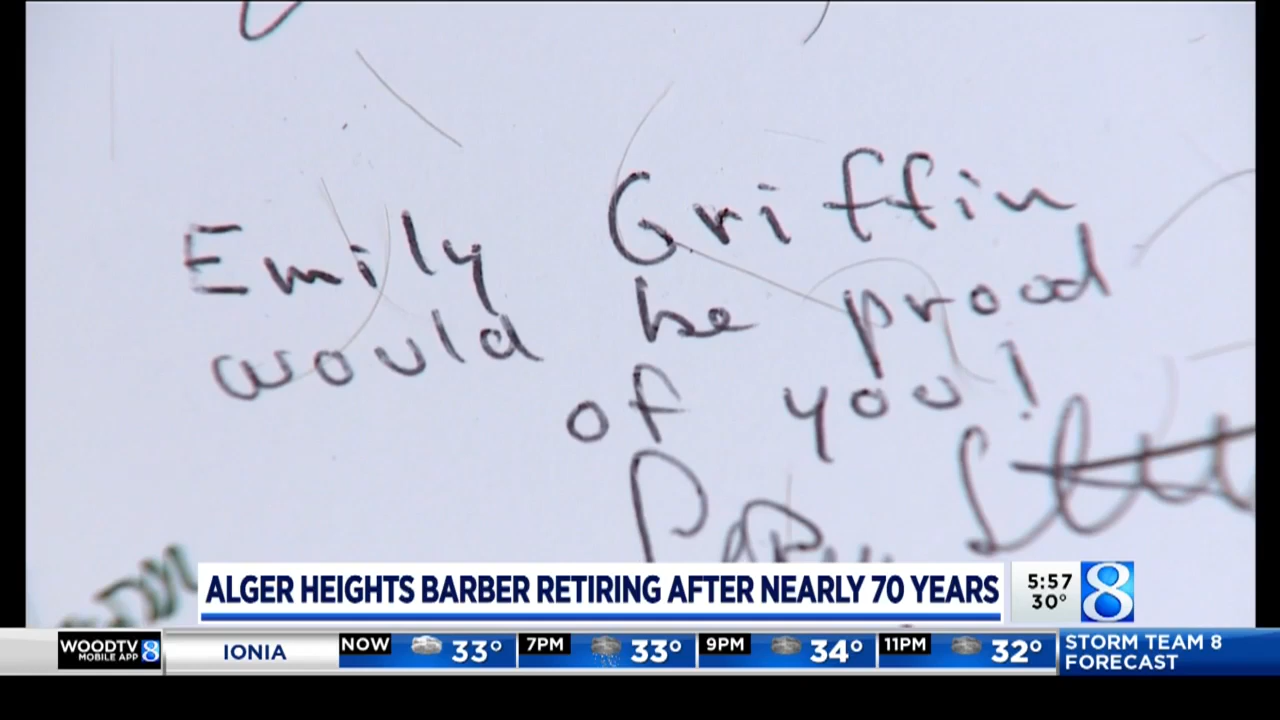 Emily Griffin
would be prood
of you!
ALGER HEIGHTS BARBER RETIRING AFTER NEARLY 70 YEARS
5:57
30°
8
WOODTV 8
MOBILE APP
IONIA
NOW 33° 7PM 33° 9PM 34° 11PM 32°
STORM TEAM 8
FORECAST